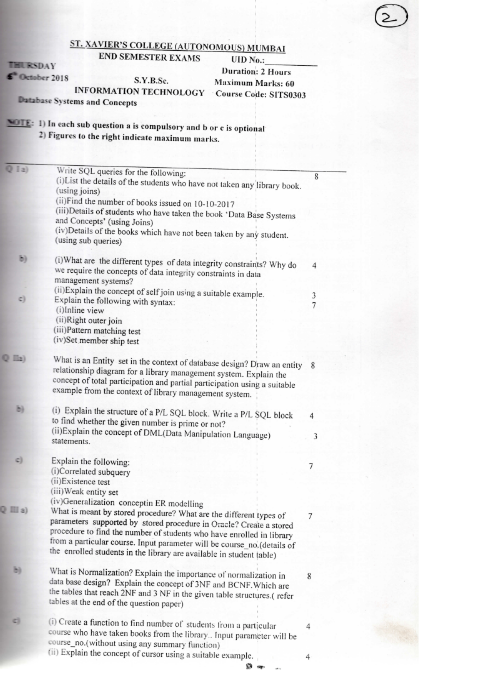 2
ST. XAVIER'S COLLEGE (AUTONOMOUS) MUMBAI
END SEMESTER EXAMS UID No.:
THURSDAY Duration: 2 Hours
6th October 2018 S.Y.B.Sc. Maximum Marks: 60
INFORMATION TECHNOLOGY Course Code: SITS0303
Database Systems and Concepts
NOTE: 1) In each sub question a is compulsory and b or c is optional
2) Figures to the right indicate maximum marks.
Q I a) Write SQL queries for the following: 8
(i)List the details of the students who have not taken any library book.
(using joins)
(ii)Find the number of books issued on 10-10-2017
(iii)Details of students who have taken the book 'Data Base Systems
and Concepts' (using Joins)
(iv)Details of the books which have not been taken by any student.
(using sub queries)
b) (i)What are the different types of data integrity constraints? Why do 4
we require the concepts of data integrity constraints in data
management systems?
(ii)Explain the concept of self join using a suitable example. 3
c) Explain the following with syntax: 7
(i)Inline view
(ii)Right outer join
(iii)Pattern matching test
(iv)Set member ship test
Q IIa) What is an Entity set in the context of database design? Draw an entity 8
relationship diagram for a library management system. Explain the
concept of total participation and partial participation using a suitable
example from the context of library management system.
b) (i) Explain the structure of a P/L SQL block. Write a P/L SQL block 4
to find whether the given number is prime or not?
(ii)Explain the concept of DML(Data Manipulation Language) 3
statements.
c) Explain the following: 7
(i)Correlated subquery
(ii)Existence test
(iii)Weak entity set
(iv)Generalization conceptin ER modelling
Q III a) What is meant by stored procedure? What are the different types of 7
parameters supported by stored procedure in Oracle? Create a stored
procedure to find the number of students who have enrolled in library
from a particular course. Input parameter will be course_no.(details of
the enrolled students in the library are available in student table)
b) What is Normalization? Explain the importance of normalization in 8
data base design? Explain the concept of 3NF and BCNF.Which are
the tables that reach 2NF and 3 NF in the given table structures.( refer
tables at the end of the question paper)
c) (i) Create a function to find number of students from a particular 4
course who have taken books from the library.. Input parameter will be
course_no.(without using any summary function)
(ii) Explain the concept of cursor using a suitable example. 4